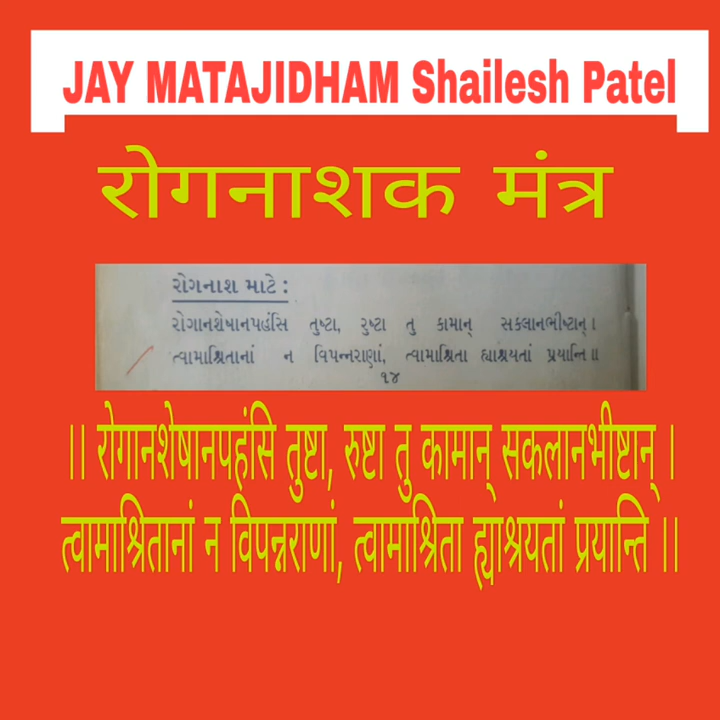 JAY MATAJIDHAM Shailesh Patel
रोगनाशक मंत्र
રોગનાશ માટે :
રોગાનશેષાનપહંસિ તુષ્ટા, રુષ્ટા તુ કામાન્ સકલાનભીષ્ટાન્ ।
ત્વામાશ્રિતાનાં ન વિપન્નરાણાં, ત્વામાશ્રિતા હ્યાશ્રયતાં પ્રયાન્તિ ॥
૧૪
।। रोगानशेषानपहंसि तुष्टा, रुष्टा तु कामान् सकलानभीष्टान् ।
त्वामाश्रितानां न विपन्नराणां, त्वामाश्रिता ह्याश्रयतां प्रयान्ति ।।